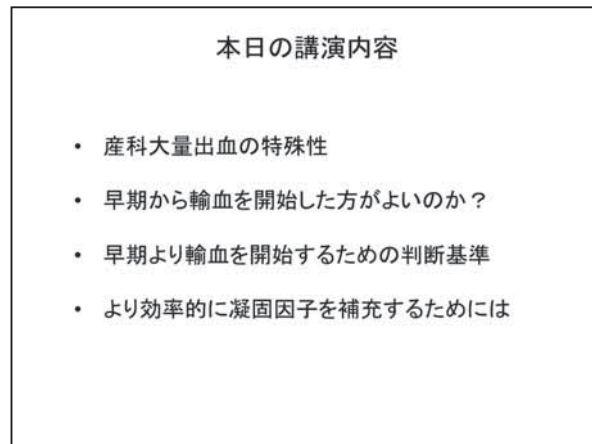 本日の講演内容
• 産科大量出血の特殊性
• 早期から輸血を開始した方がよいのか？
• 早期より輸血を開始するための判断基準
• より効率的に凝固因子を補充するためには